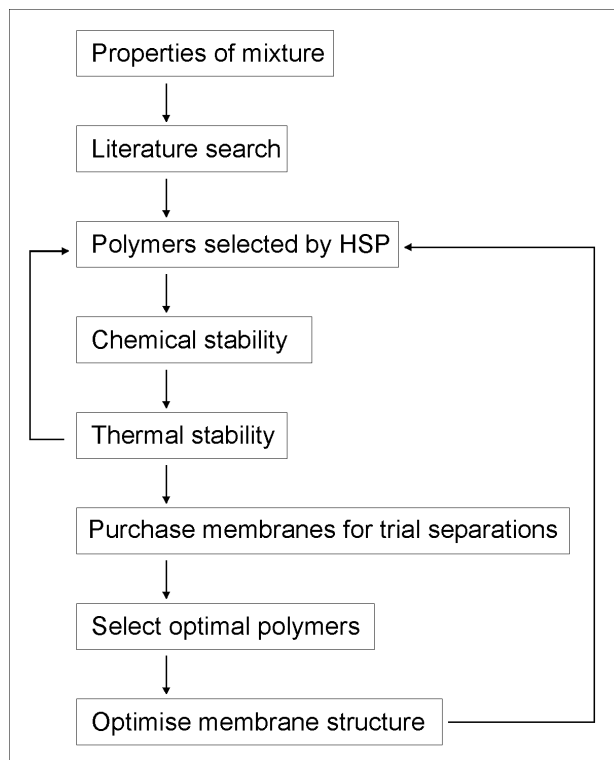 Properties of mixture
Literature search
Polymers selected by HSP
Chemical stability
Thermal stability
Purchase membranes for trial separations
Select optimal polymers
Optimise membrane structure